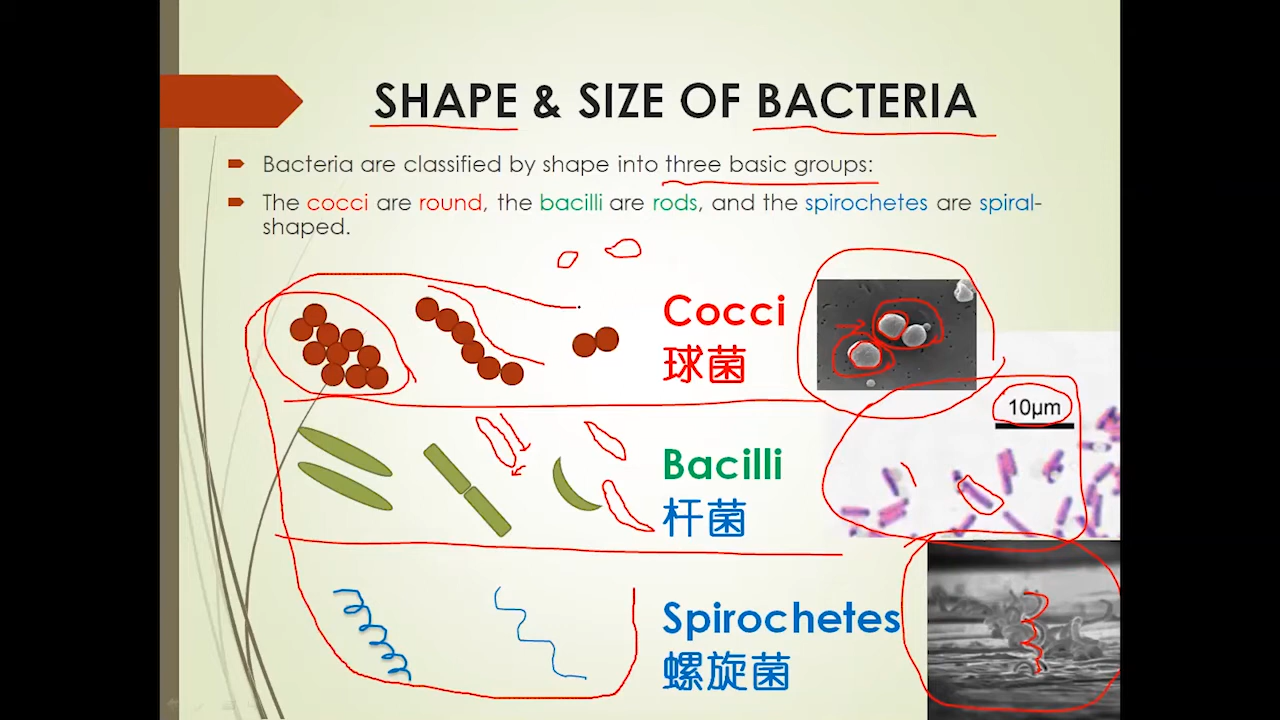 SHAPE & SIZE OF BACTERIA
Bacteria are classified by shape into three basic groups:
The cocci are round, the bacilli are rods, and the spirochetes are spiral-
shaped.
Cocci
球菌
10µm
Bacilli
杆菌
Spirochetes
螺旋菌